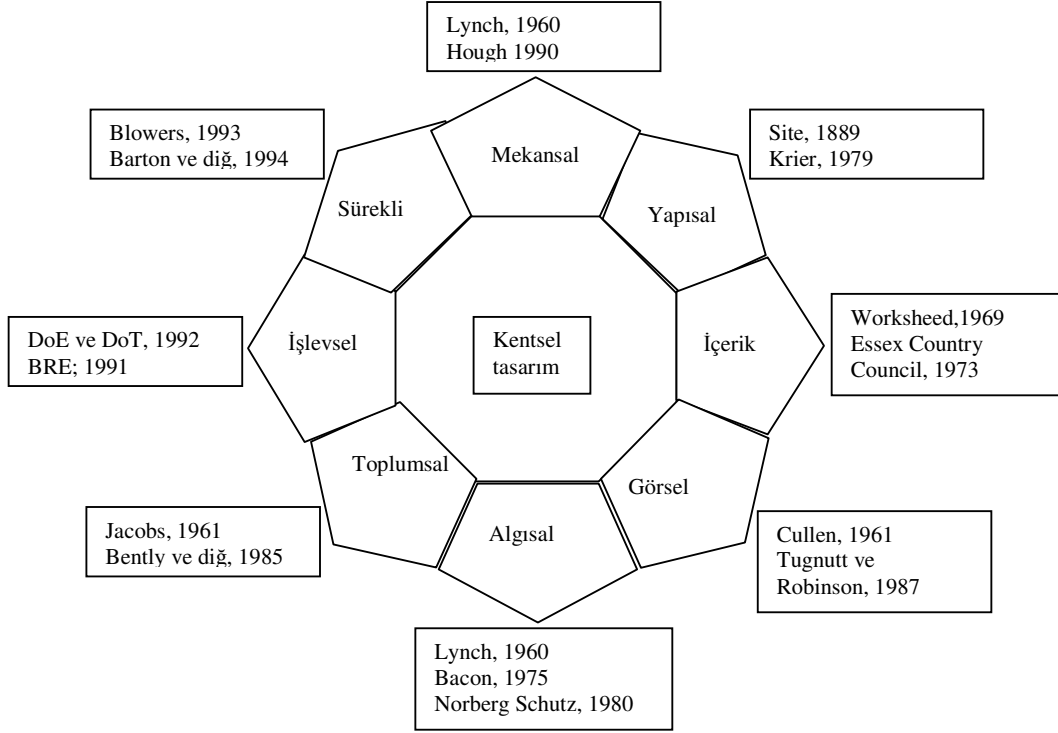 Lynch, 1960
Hough 1990
Blowers, 1993
Barton ve diğ, 1994
Site, 1889
Krier, 1979
Mekansal
Sürekli
Yapısal
DoE ve DoT, 1992
BRE; 1991
İşlevsel
Kentsel
tasarım
İçerik
Worksheed,1969
Essex Country
Council, 1973
Toplumsal
Görsel
Algısal
Jacobs, 1961
Bently ve diğ, 1985
Cullen, 1961
Tugnutt ve
Robinson, 1987
Lynch, 1960
Bacon, 1975
Norberg Schutz, 1980